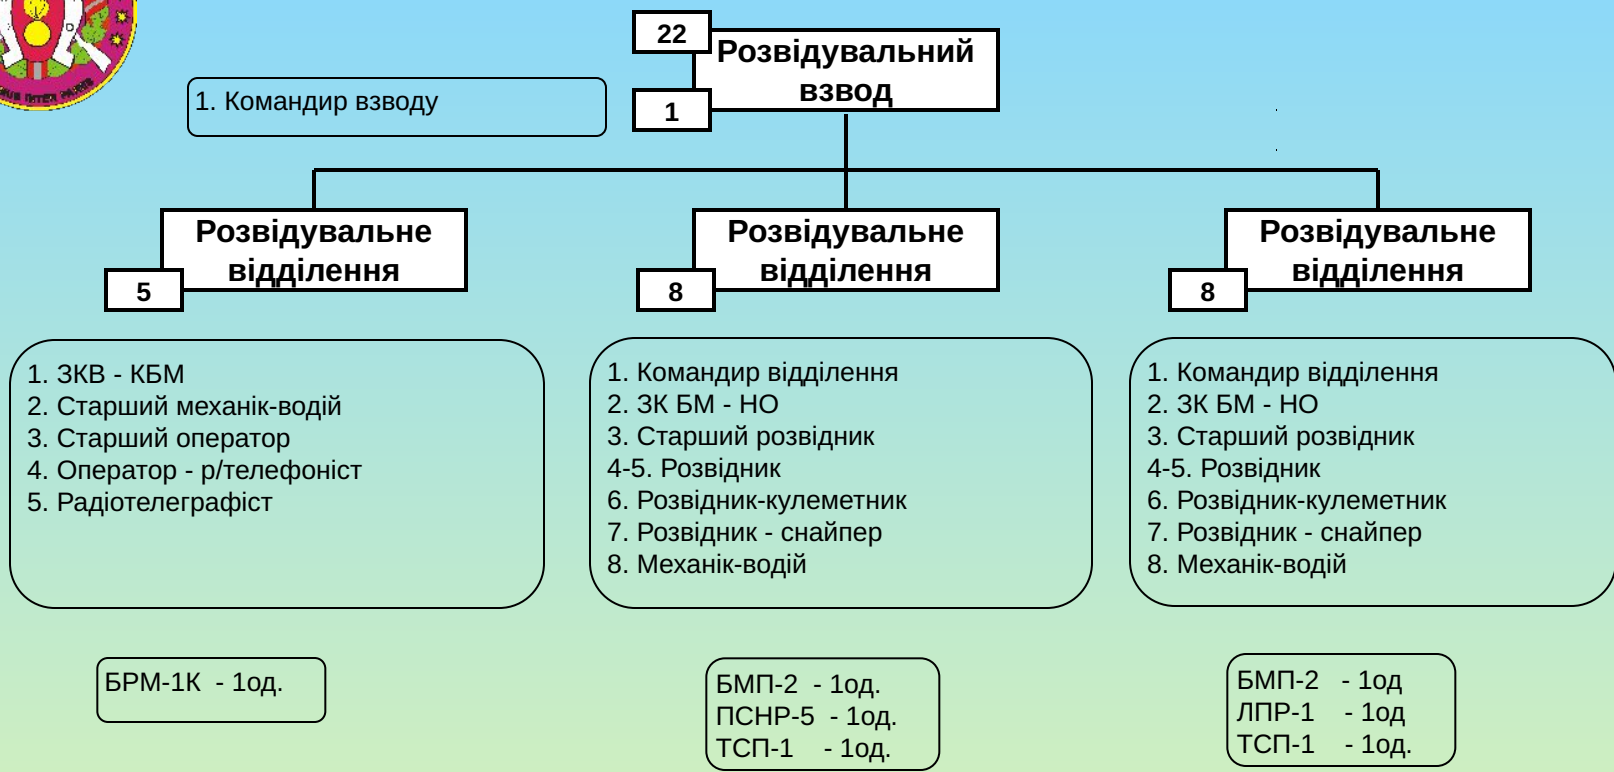 22
Розвідувальний
взвод
1
1. Командир взводу
Розвідувальне
відділення
5
Розвідувальне
відділення
8
Розвідувальне
відділення
8
1. ЗКВ - КБМ
2. Старший механік-водій
3. Старший оператор
4. Оператор - р/телефоніст
5. Радіотелеграфіст
1. Командир відділення
2. ЗК БМ - НО
3. Старший розвідник
4-5. Розвідник
6. Розвідник-кулеметник
7. Розвідник - снайпер
8. Механік-водій
1. Командир відділення
2. ЗК БМ - НО
3. Старший розвідник
4-5. Розвідник
6. Розвідник-кулеметник
7. Розвідник - снайпер
8. Механік-водій
БРМ-1К - 1од.
БМП-2 - 1од.
ПСНР-5 - 1од.
ТСП-1 - 1од.
БМП-2 - 1од
ЛПР-1 - 1од
ТСП-1 - 1од.